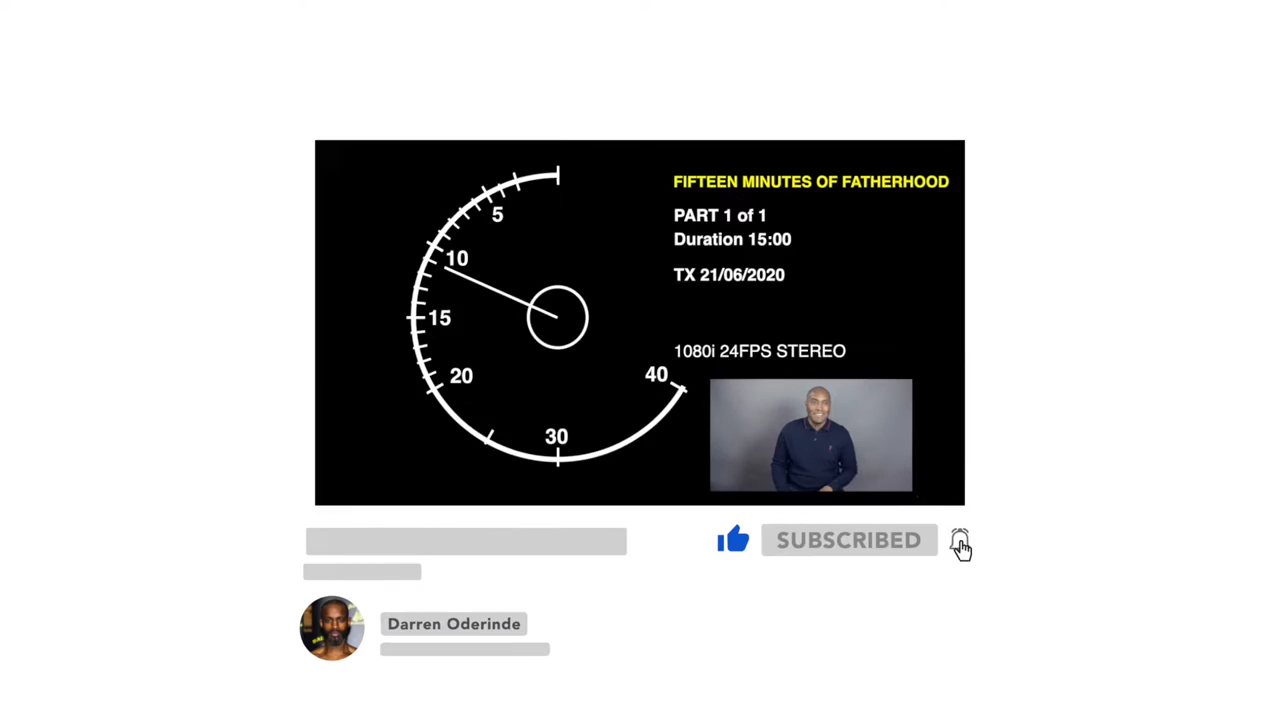 FIFTEEN MINUTES OF FATHERHOOD
PART 1 of 1
Duration 15:00
TX 21/06/2020
1080i 24FPS STEREO
5
10
15
20
30
40
SUBSCRIBED
Darren Oderinde